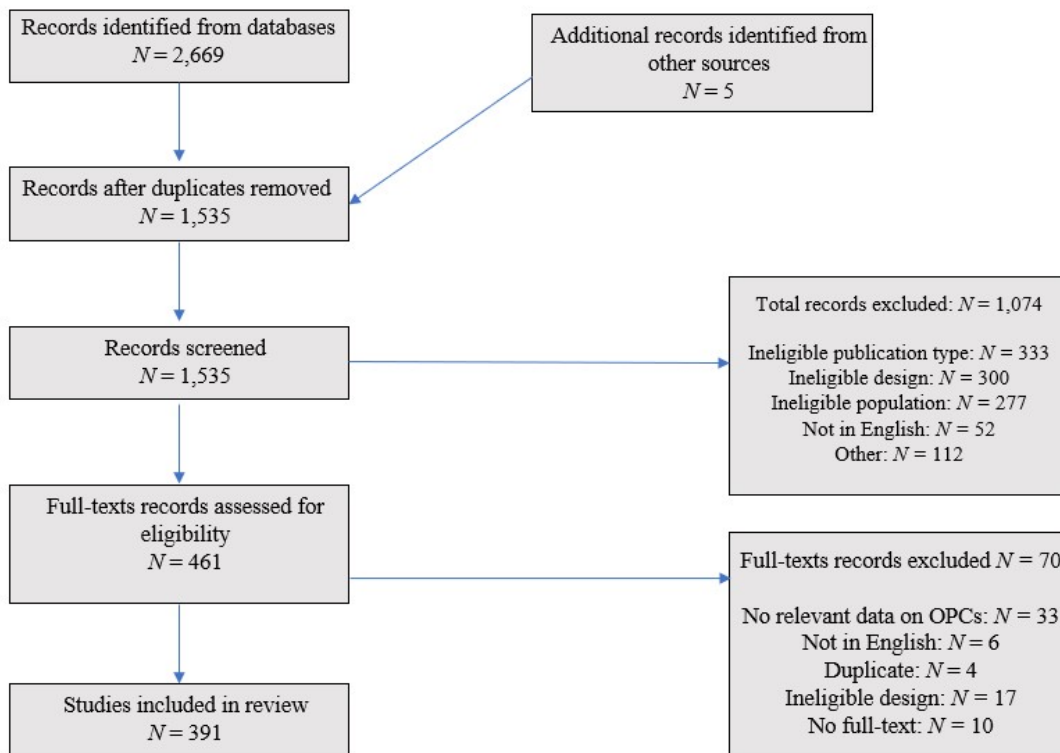 Records identified from databases
N = 2,669
Additional records identified from
other sources
N = 5
Records after duplicates removed
N = 1,535
Records screened
N = 1,535
Total records excluded: N = 1,074
Ineligible publication type: N = 333
Ineligible design: N = 300
Ineligible population: N = 277
Not in English: N = 52
Other: N = 112
Full-texts records assessed for
eligibility
N = 461
Full-texts records excluded N = 70
No relevant data on OPCs: N = 33
Not in English: N = 6
Duplicate: N = 4
Ineligible design: N = 17
No full-text: N = 10
Studies included in review
N = 391